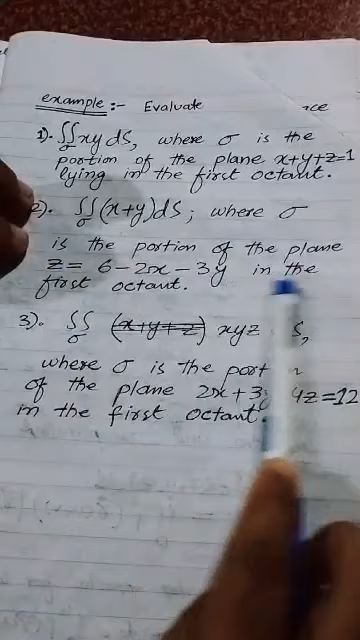 example :- Evaluate
1). ∬σ xy ds, where σ is the
portion of the plane x+y+z=1
lying in the first octant.
2). ∬σ (x+y) ds; where σ
is the portion of the plane
z = 6-2x-3y in the
first octant.
3). ∬σ (x+y+z) xyz
where σ is the
of the plane 2x+3 4z=12
in the first octant.